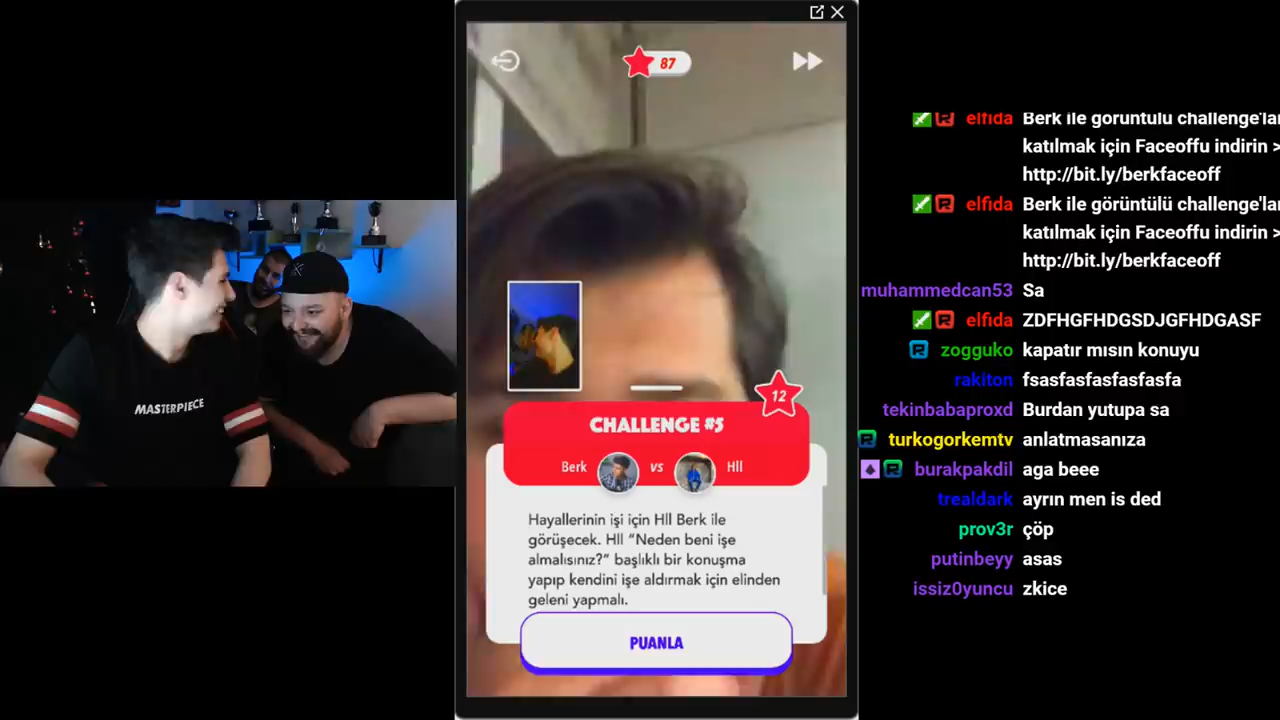 87
12
CHALLENGE #5
Berk vs Hll
Hayallerinin işi için Hll Berk ile
görüşecek. Hll "Neden beni işe
almalısınız?" başlıklı bir konuşma
yapıp kendini işe aldırmak için elinden
geleni yapmalı.
PUANLA
MASTERPIECE
elfida Berk ile goruntulu challenge'lar
katılmak için Faceoffu indirin >
http://bit.ly/berkfaceoff
elfida Berk ile görüntülü challenge'lar
katılmak için Faceoffu indirin >
http://bit.ly/berkfaceoff
muhammedcan53 Sa
elfida ZDFHGFHDGSDJGFHDGASF
zogguko kapatır mısın konuyu
rakiton fsasfasfasfasfasfa
tekinbabaproxd Burdan yutupa sa
turkogorkemtv anlatmasanıza
burakpakdil aga beee
trealdark ayrın men is ded
prov3r çöp
putinbeyy asas
issiz0yuncu zkice